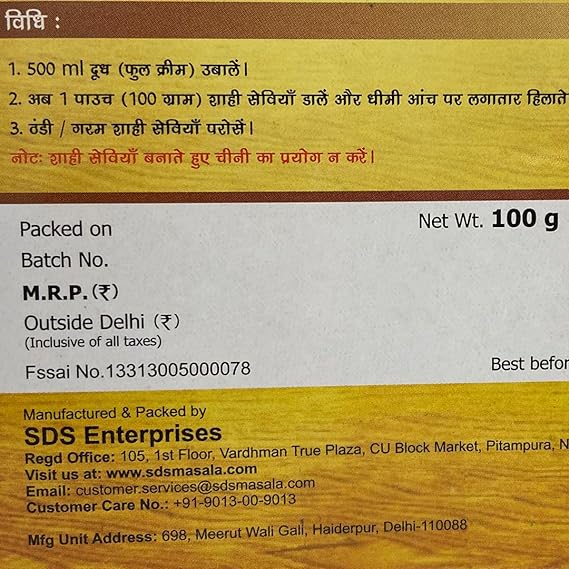 विधि :
1. 500 ml दूध (फुल क्रीम) उबालें।
2. अब 1 पाउच (100 ग्राम) शाही सेवियाँ डालें और धीमी आंच पर लगातार हिलाते
3. ठंडी / गरम शाही सेवियाँ परोसें।
नोट: शाही सेवियाँ बनाते हुए चीनी का प्रयोग न करें।
Packed on
Net Wt. 100 g
Batch No.
M.R.P. (₹)
Outside Delhi (₹)
(Inclusive of all taxes)
Fssai No.13313005000078
Best befor
Manufactured & Packed by
SDS Enterprises
Regd Office: 105, 1st Floor, Vardhman True Plaza, CU Block Market, Pitampura, N
Visit us at: www.sdsmasala.com
Email: customer.services@sdsmasala.com
Customer Care No.: +91-9013-00-9013
Mfg Unit Address: 698, Meerut Wali Gali, Haiderpur, Delhi-110088